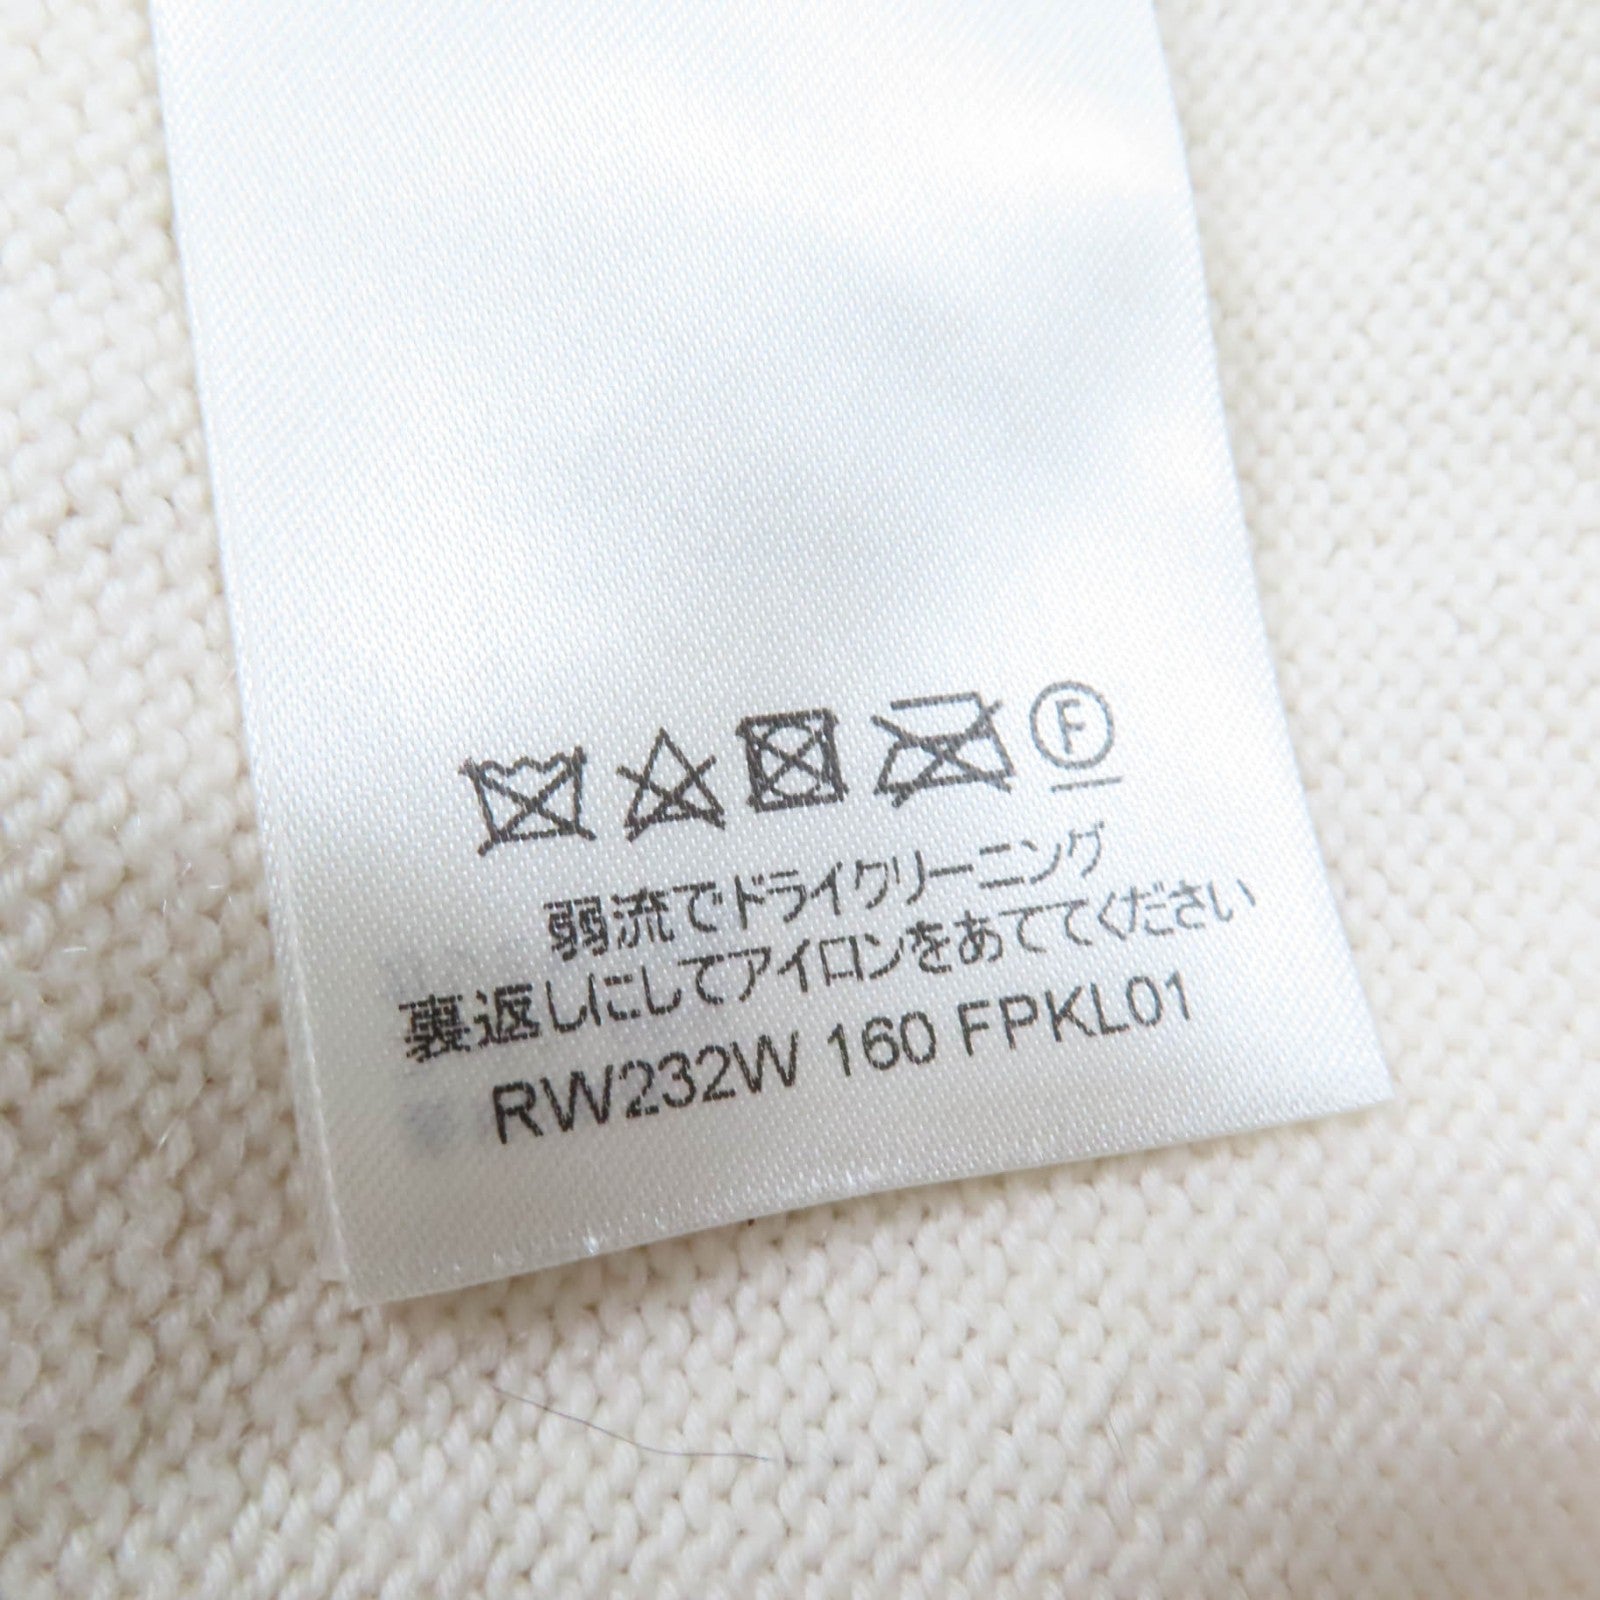 F
弱流でドライクリーニング
裏返しにしてアイロンをあててください
RW232W 160 FPKL01